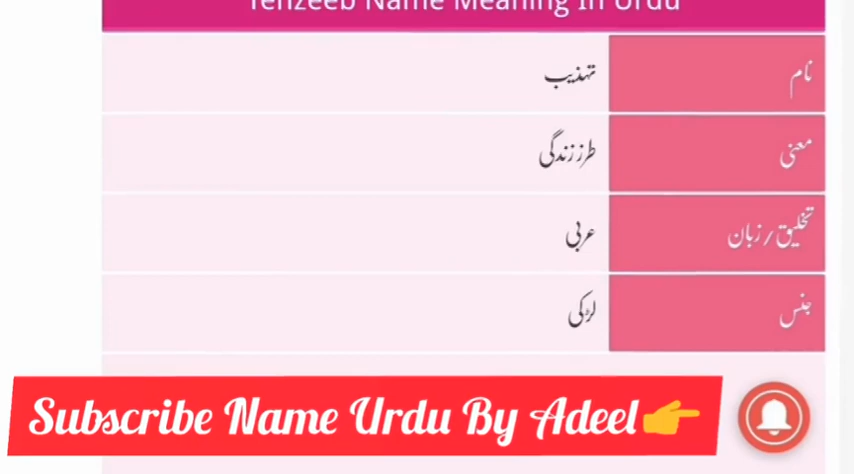 Tehzeeb Name Meaning In Urdu
نام تہذیب
معنی طرز زندگی
تخلیق/زبان عربی
جنس لڑکی
Subscribe Name Urdu By Adeel👉